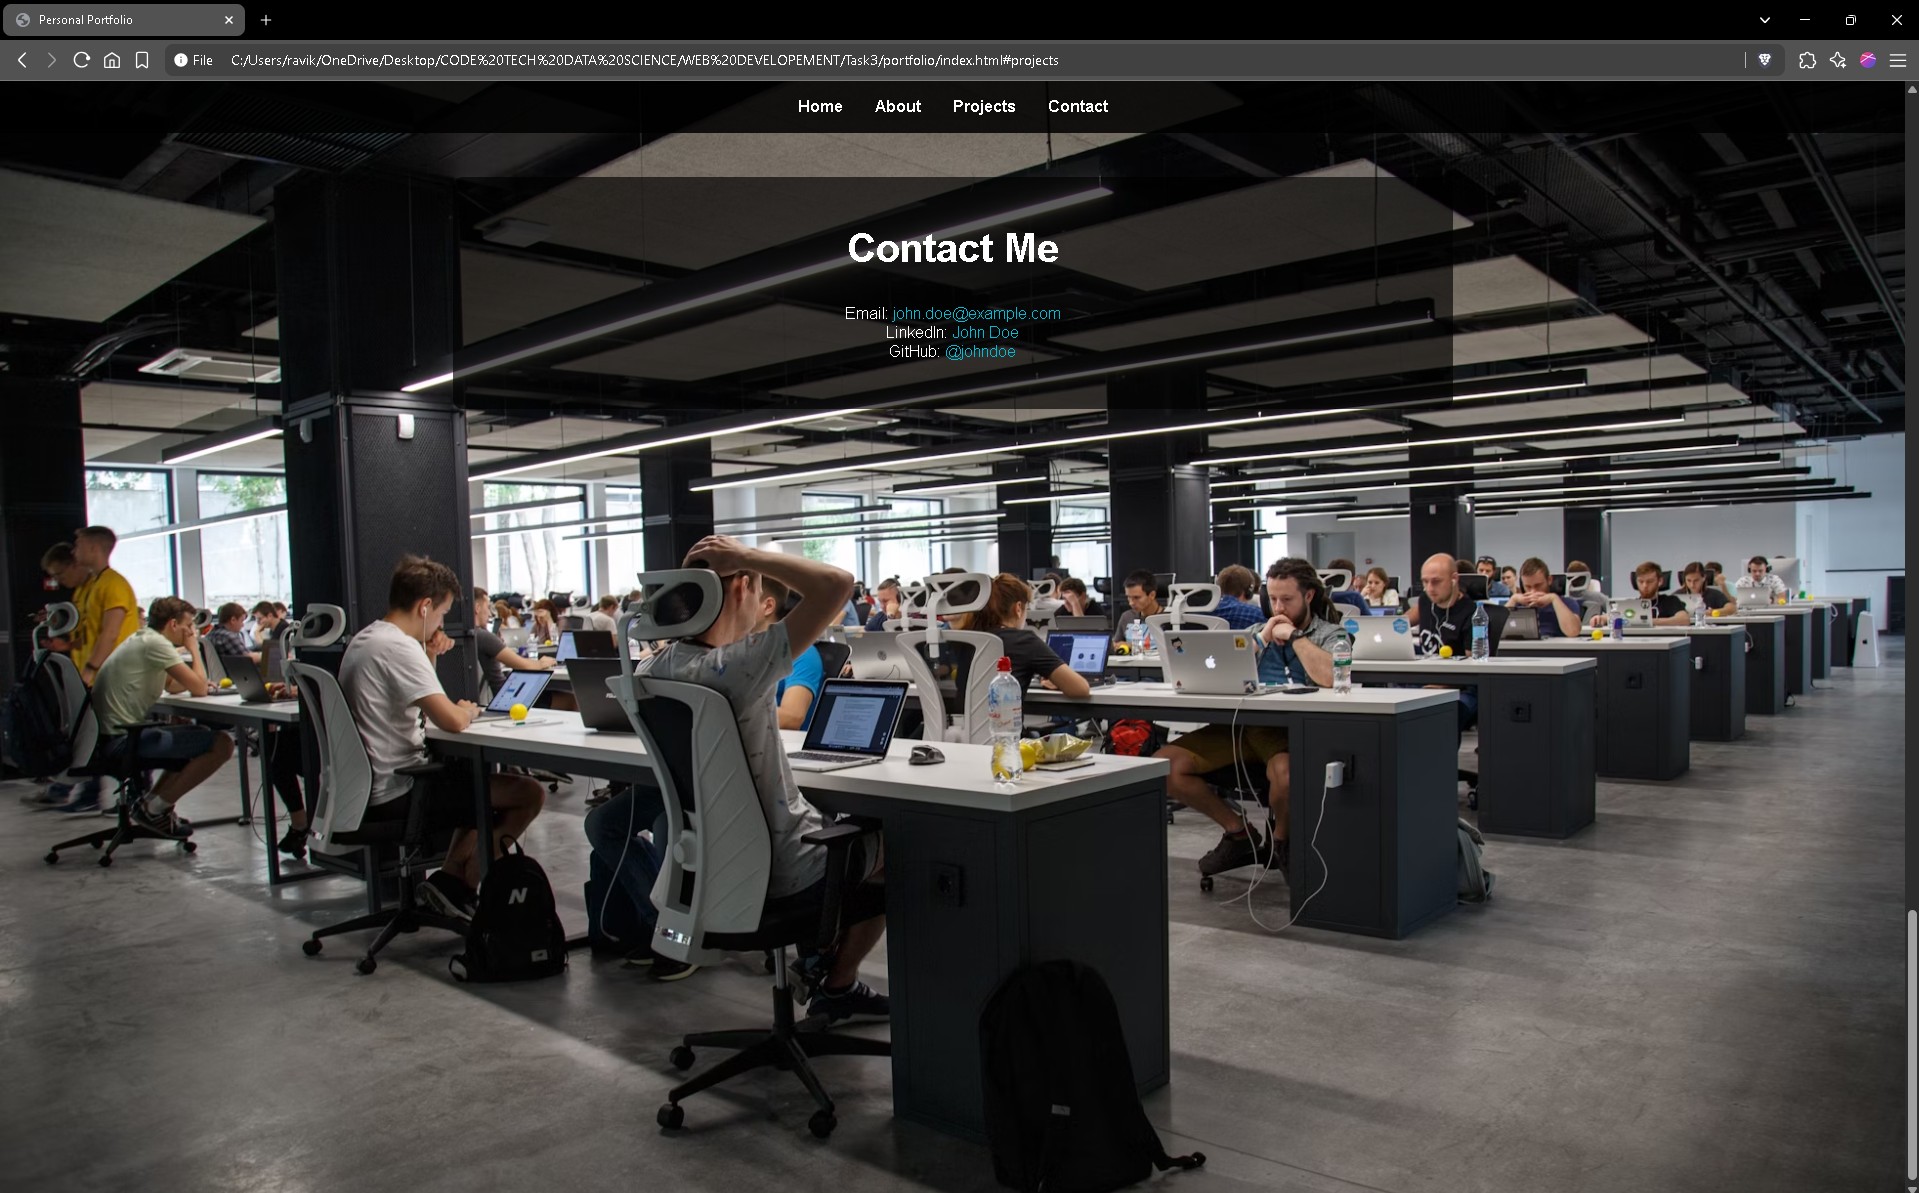 Personal Portfolio
File C:/Users/ravik/OneDrive/Desktop/CODE%20TECH%20DATA%20SCIENCE/WEB%20DEVELOPEMENT/Task3/portfolio/index.html#projects
Home About Projects Contact
Contact Me
Email: john.doe@example.com
LinkedIn: John Doe
GitHub: @johndoe
N